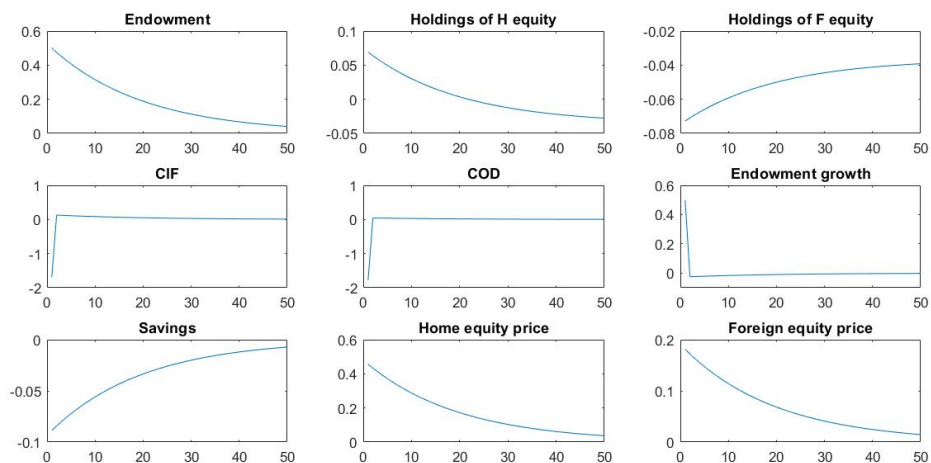 Endowment
0.6
0.4
0.2
0
0 10 20 30 40 50
Holdings of H equity
0.1
0.05
0
-0.05
0 10 20 30 40 50
Holdings of F equity
-0.02
-0.04
-0.06
-0.08
0 10 20 30 40 50
CIF
1
0
-1
-2
0 10 20 30 40 50
COD
1
0
-1
-2
0 10 20 30 40 50
Endowment growth
0.6
0.4
0.2
0
0 10 20 30 40 50
Savings
0
-0.05
-0.1
0 10 20 30 40 50
Home equity price
0.6
0.4
0.2
0
0 10 20 30 40 50
Foreign equity price
0.2
0.1
0
0 10 20 30 40 50